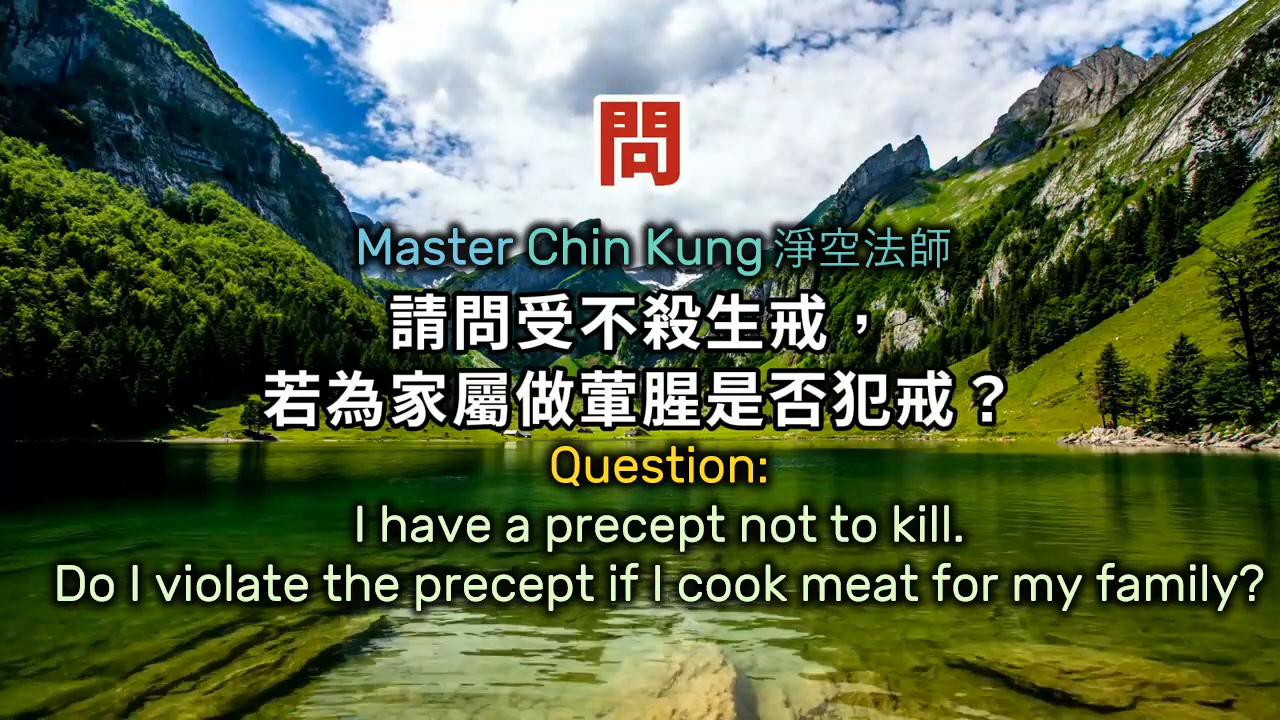 問
Master Chin Kung 淨空法師
請問受不殺生戒，
若為家屬做葷腥是否犯戒？
Question:
I have a precept not to kill.
Do I violate the precept if I cook meat for my family?